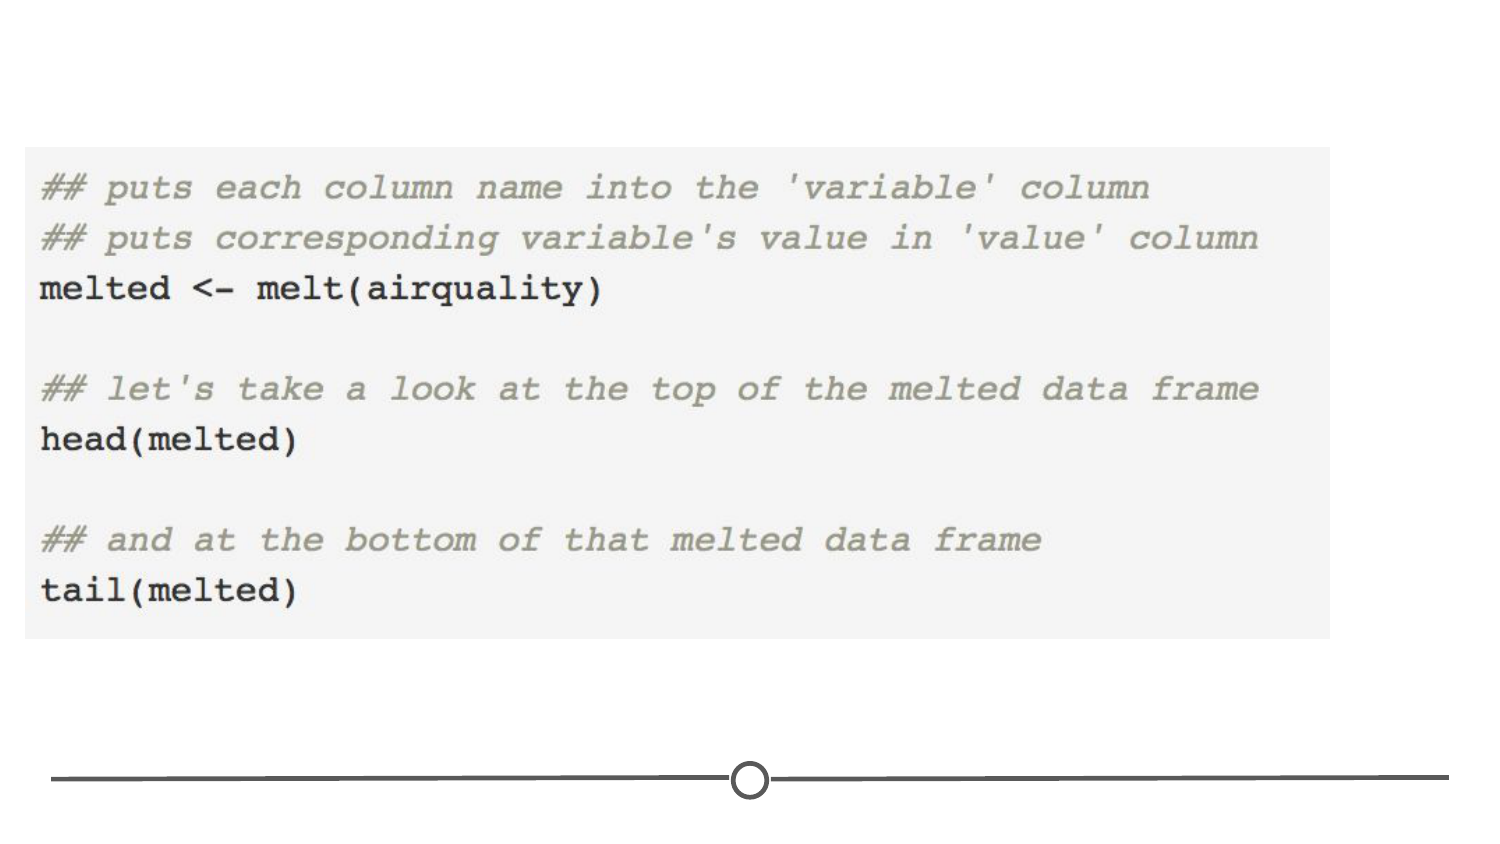 ## puts each column name into the 'variable' column
## puts corresponding variable's value in 'value' column
melted <- melt(airquality)
## let's take a look at the top of the melted data frame
head(melted)
## and at the bottom of that melted data frame
tail(melted)